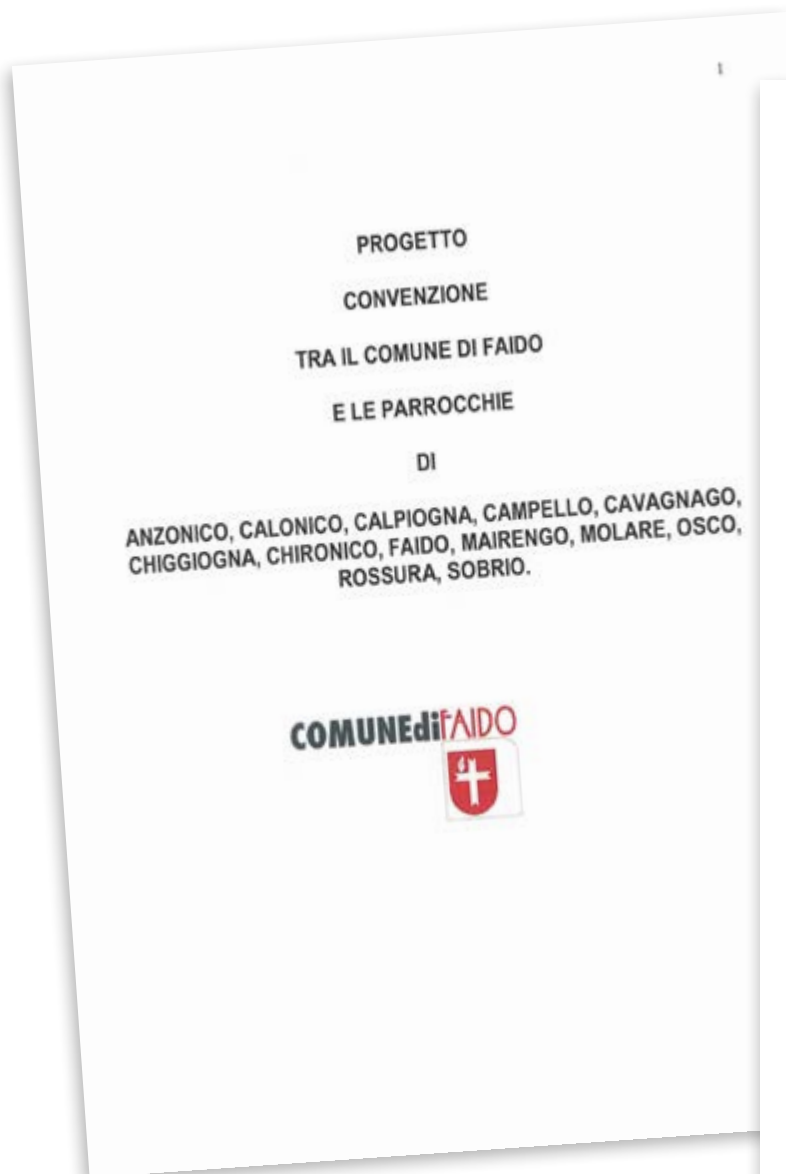 1
PROGETTO
CONVENZIONE
TRA IL COMUNE DI FAIDO
E LE PARROCCHIE
DI
ANZONICO, CALONICO, CALPIOGNA, CAMPELLO, CAVAGNAGO,
CHIGGIOGNA, CHIRONICO, FAIDO, MAIRENGO, MOLARE, OSCO,
ROSSURA, SOBRIO.
COMUNEdiFAIDO